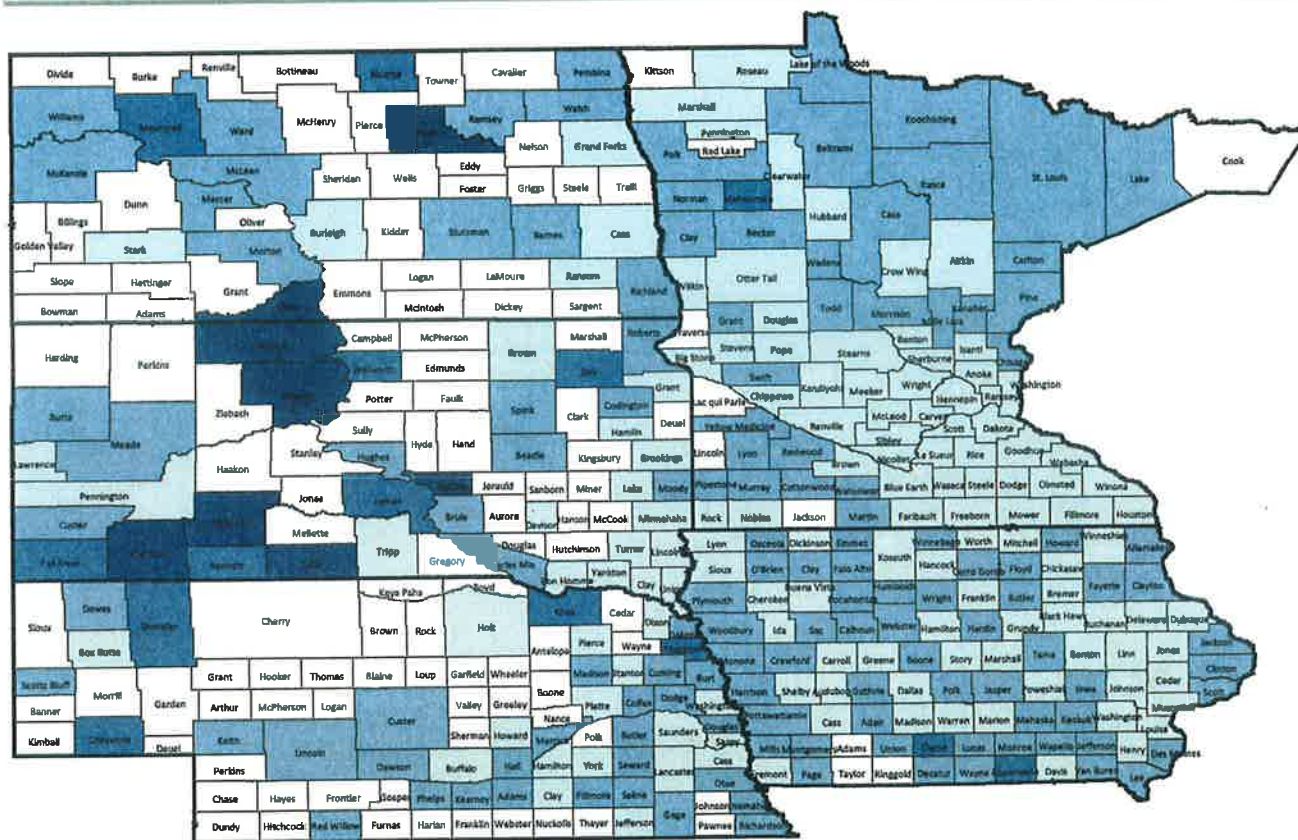 Divide Burke Renville Bottineau Towner Cavalier Pembina Kittson Roseau Lake of the Woods
Williams Ward McHenry Pierce Ramsey Walsh Marshall Koochiching
Pennington
Nelson Grand Forks Polk Red Lake Beltrami Cook
McKenzie McLean Sheridan Wells Eddy Clearwater Itasca St. Louis Lake
Dunn Mercer Foster Griggs Steele Traill Norman
Billings Oliver Hubbard Cass
Golden Valley Stark Morton Burleigh Kidder Stutsman Barnes Cass Clay Becker
Slope Hettinger Grant Emmons Logan LaMoure Ransom Richland Wilkin Otter Tail Wadena Crow Wing Aitkin Carlton
Bowman Adams McIntosh Dickey Sargent Grant Douglas Todd Morrison Pine
Harding Perkins Campbell McPherson Brown Marshall Roberts Traverse Stevens Pope Stearns Benton Isanti
Edmunds Day Grant Big Stone Swift Sherburne Anoka Washington
Butte Meade Ziebach Potter Faulk Spink Clark Codington Deuel Lac qui Parle Chippewa Kandiyohi Meeker Wright Hennepin Ramsey
Sully Hyde Hand Hamlin Yellow Medicine Renville McLeod Carver Scott Dakota
Lawrence Haakon Stanley Hughes Beadle Kingsbury Brookings Lincoln Lyon Redwood Brown Nicollet Sibley Le Sueur Rice Goodhue Wabasha
Pennington Jones Jerauld Sanborn Miner Lake Moody Pipestone Murray Cottonwood Watonwan Blue Earth Waseca Steele Dodge Olmsted Winona
Custer Mellette Brule Aurora Davison Hanson McCook Minnehaha Rock Nobles Jackson Martin Faribault Freeborn Mower Fillmore Houston
Fall River Bennett Tripp Gregory Douglas Hutchinson Turner Lincoln Lyon Osceola Dickinson Emmet Winnebago Worth Mitchell Howard Winneshiek Allamakee
Charles Mix Bon Homme Yankton Clay Union Sioux O'Brien Clay Palo Alto Kossuth Hancock Cerro Gordo Floyd Chickasaw
Sioux Dawes Cherry Keya Paha Boyd Knox Cedar Dixon Plymouth Cherokee Buena Vista Pocahontas Humboldt Wright Franklin Butler Bremer Fayette Clayton
Box Butte Brown Rock Holt Antelope Pierce Wayne Woodbury Ida Sac Calhoun Webster Hamilton Hardin Grundy Black Hawk Buchanan Delaware Dubuque
Scotts Bluff Morrill Garden Grant Hooker Thomas Blaine Loup Garfield Wheeler Madison Stanton Cuming Burt Monona Crawford Carroll Greene Boone Story Marshall Tama Benton Linn Jones Jackson
Banner Arthur McPherson Logan Custer Valley Greeley Boone Platte Colfax Dodge Washington Harrison Shelby Audubon Guthrie Dallas Polk Jasper Poweshiek Iowa Johnson Cedar Clinton Scott
Kimball Cheyenne Deuel Keith Lincoln Sherman Howard Nance Merrick Polk Butler Saunders Douglas Sarpy Pottawattamie Cass Adair Madison Warren Marion Mahaska Keokuk Washington Muscatine Louisa
Perkins Dawson Buffalo Hall Hamilton York Seward Lancaster Cass Otoe Mills Montgomery Adams Union Clarke Lucas Monroe Wapello Jefferson Henry Des Moines
Chase Hayes Frontier Gosper Phelps Kearney Adams Clay Fillmore Saline Gage Johnson Nemaha Fremont Page Taylor Ringgold Decatur Wayne Davis Van Buren Lee
Dundy Hitchcock Red Willow Furnas Harlan Franklin Webster Nuckolls Thayer Jefferson Pawnee Richardson